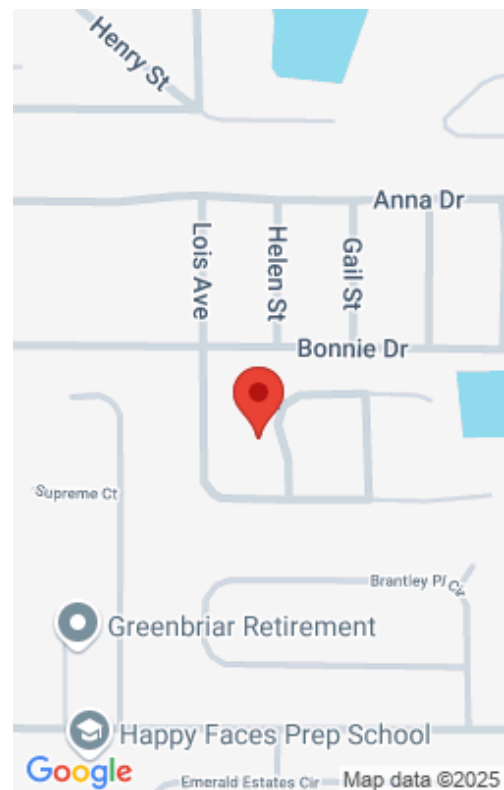 Henry St
Anna Dr
Lois Ave
Helen St
Gail St
Bonnie Dr
Supreme Ct
Brantley Pl Cir
Greenbriar Retirement
Happy Faces Prep School
Google
Emerald Estates Cir
Map data ©2025